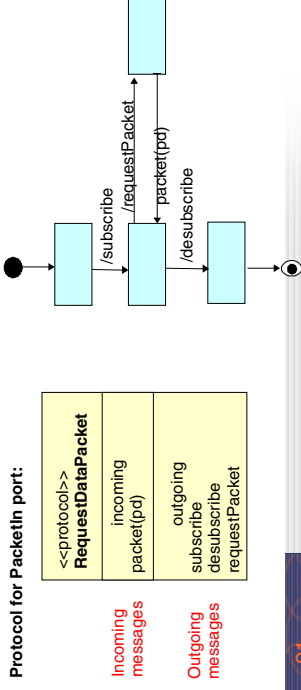 Protocol for PacketIn port:
<<protocol>>
RequestDataPacket
Incoming
messages
incoming
packet(pd)
Outgoing
messages
outgoing
subscribe
desubscribe
requestPacket
/subscribe
/requestPacket
packet(pd)
/desubscribe